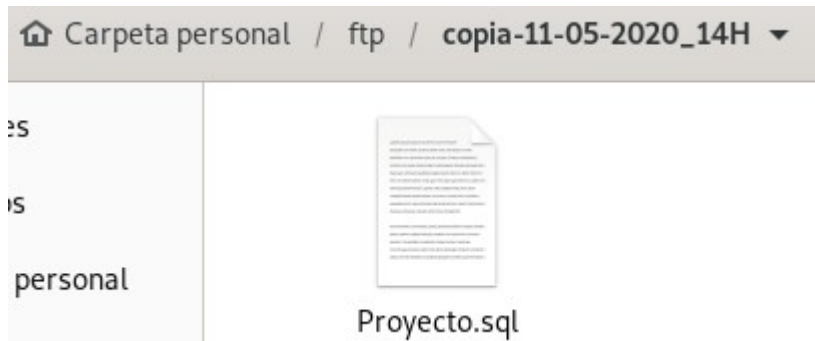 Carpeta personal / ftp / copia-11-05-2020_14H
es
os
personal
Proyecto.sql